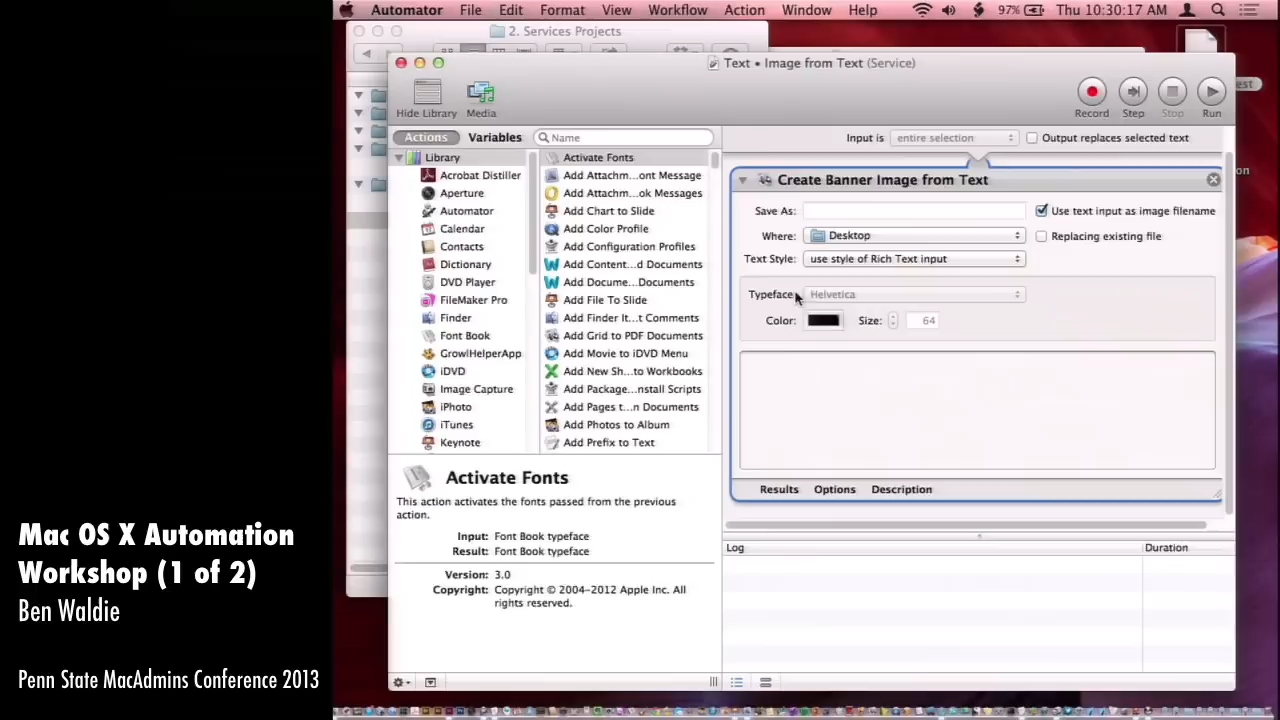 Automator File Edit Format View Workflow Action Window Help 97% Thu 10:30:17 AM
2. Services Projects
Text • Image from Text (Service)
Hide Library Media Record Step Stop Run
Actions Variables Name Input is entire selection Output replaces selected text
Library
Acrobat Distiller
Aperture
Automator
Calendar
Contacts
Dictionary
DVD Player
FileMaker Pro
Finder
Font Book
GrowlHelperApp
iDVD
Image Capture
iPhoto
iTunes
Keynote
Activate Fonts
Add Attachm...ont Message
Add Attachm...ok Messages
Add Chart to Slide
Add Color Profile
Add Configuration Profiles
Add Content...d Documents
Add Docume...Documents
Add File To Slide
Add Finder It...t Comments
Add Grid to PDF Documents
Add Movie to iDVD Menu
Add New Sh...to Workbooks
Add Package...nstall Scripts
Add Pages t...n Documents
Add Photos to Album
Add Prefix to Text
Create Banner Image from Text
Save As: Use text input as image filename
Where: Desktop Replacing existing file
Text Style: use style of Rich Text input
Typeface: Helvetica
Color: Size: 64
Results Options Description
Log Duration
Activate Fonts
This action activates the fonts passed from the previous
action.
Input: Font Book typeface
Result: Font Book typeface
Version: 3.0
Copyright: Copyright © 2004–2012 Apple Inc. All
rights reserved.
Mac OS X Automation
Workshop (1 of 2)
Ben Waldie
Penn State MacAdmins Conference 2013